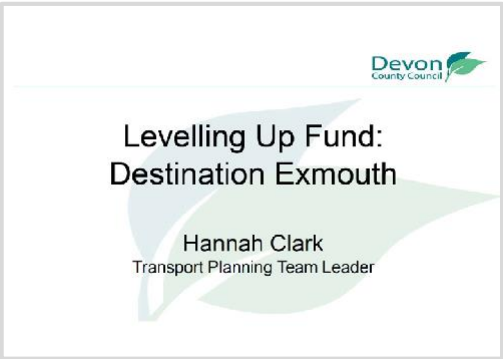 Devon
County Council
Levelling Up Fund:
Destination Exmouth
Hannah Clark
Transport Planning Team Leader